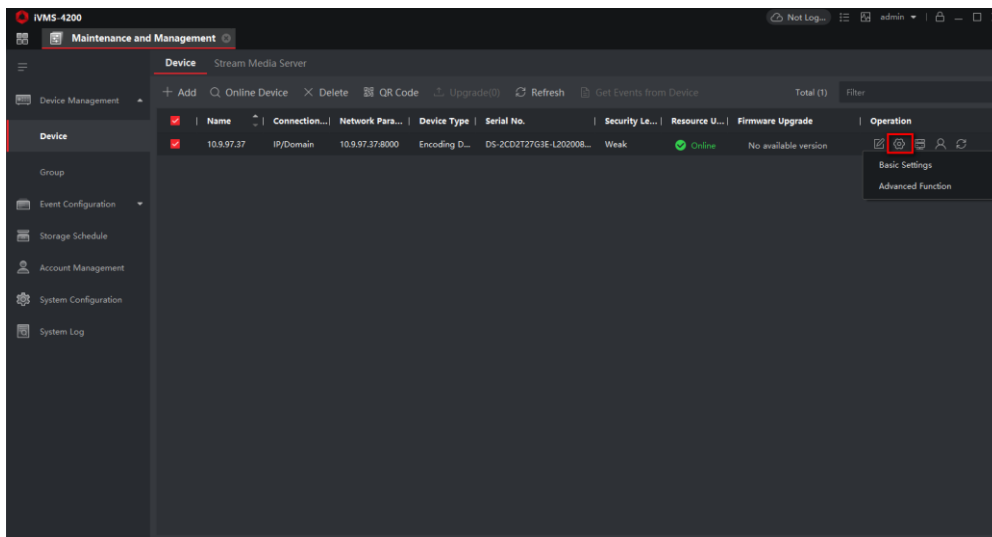 iVMS-4200
Not Log...
admin
Maintenance and Management
Device
Stream Media Server
Device Management
+ Add
Online Device
Delete
QR Code
Upgrade(0)
Refresh
Get Events from Device
Total (1)
Filter
Name
Connection...
Network Para...
Device Type
Serial No.
Security Le...
Resource U...
Firmware Upgrade
Operation
Device
10.9.97.37
IP/Domain
10.9.97.37:8000
Encoding D...
DS-2CD2T27G3E-L202008...
Weak
Online
No available version
Basic Settings
Group
Advanced Function
Event Configuration
Storage Schedule
Account Management
System Configuration
System Log